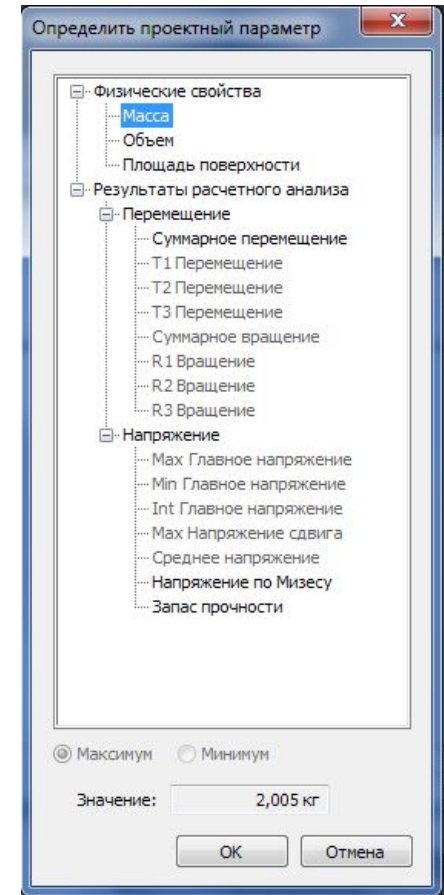 Определить проектный параметр
Физические свойства
Масса
Объем
Площадь поверхности
Результаты расчетного анализа
Перемещение
Суммарное перемещение
T1 Перемещение
T2 Перемещение
T3 Перемещение
Суммарное вращение
R1 Вращение
R2 Вращение
R3 Вращение
Напряжение
Max Главное напряжение
Min Главное напряжение
Int Главное напряжение
Max Напряжение сдвига
Среднее напряжение
Напряжение по Мизесу
Запас прочности
Максимум Минимум
Значение: 2,005 кг
OK Отмена